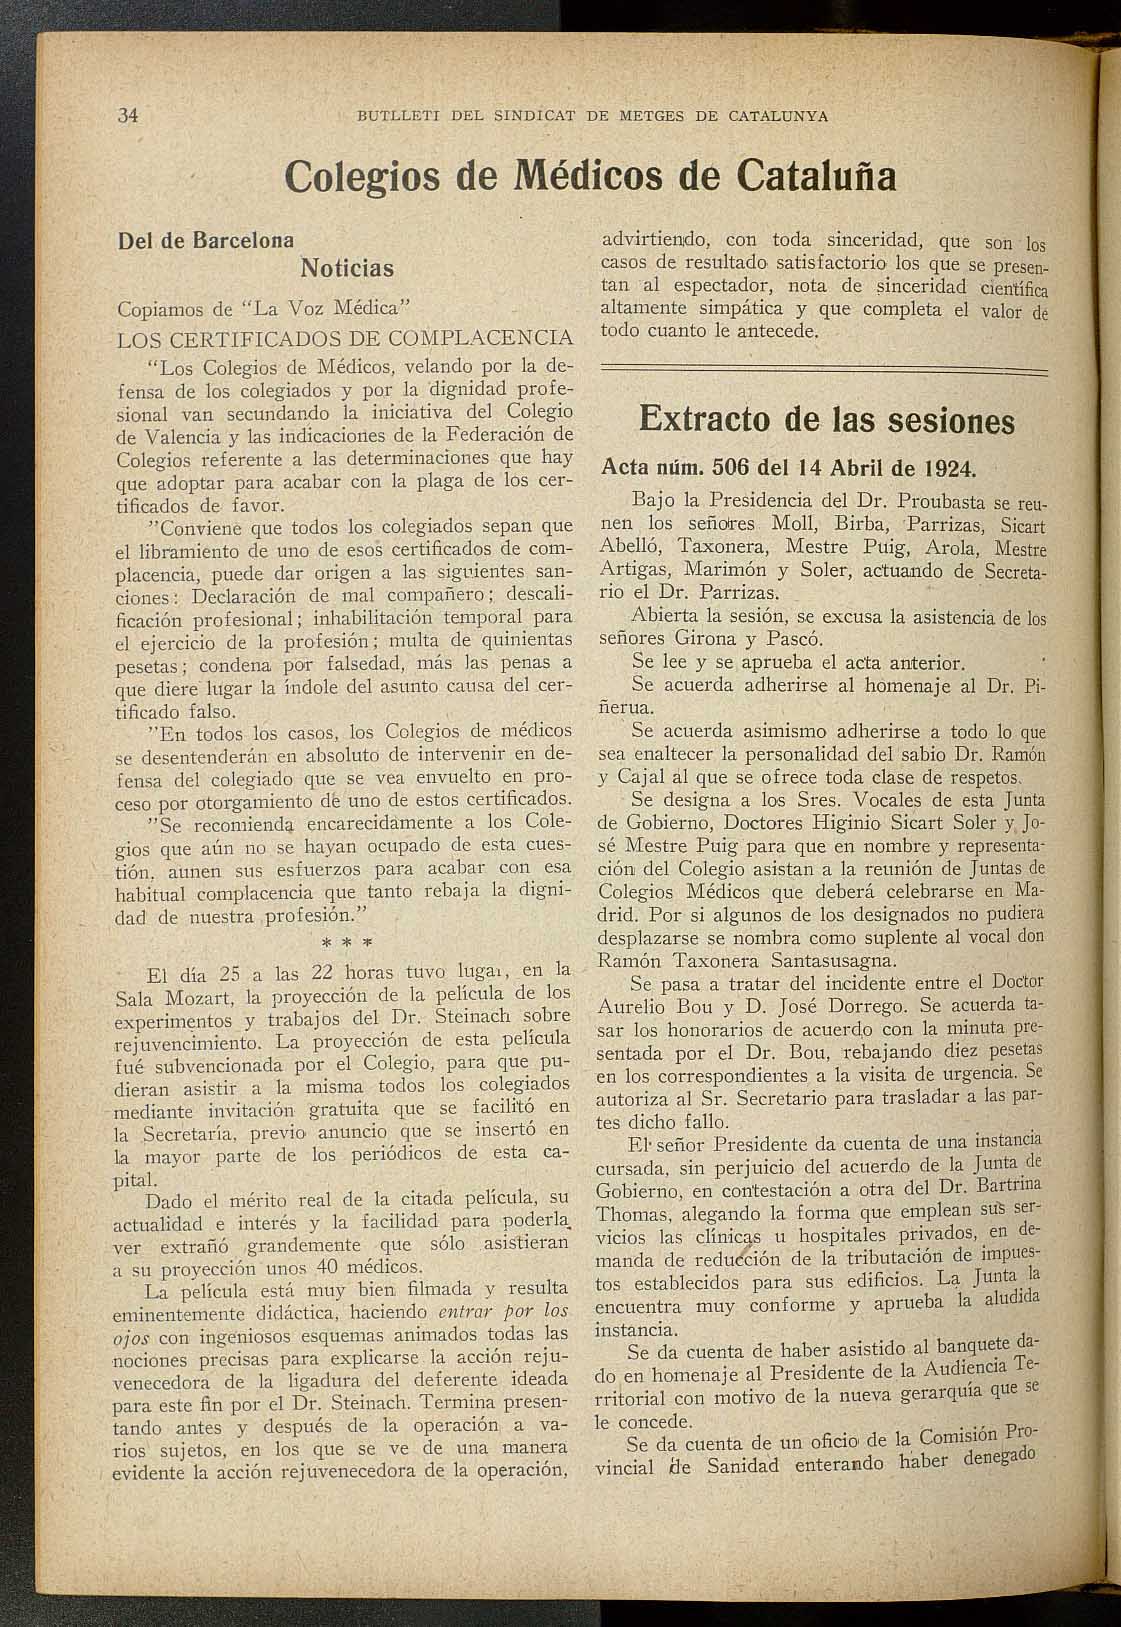 34
BUTLLETI DEL SINDICAT DE METGES DE CATALUNYA
Colegios de Médicos de Cataluña
Del de Barcelona
Noticias
Copiamos de “La Voz Médica”
LOS CERTIFICADOS DE COMPLACENCIA
“Los Colegios de Médicos, velando por la de-
fensa de los colegiados y por la dignidad profe-
sional van secundando la iniciativa del Colegio
de Valencia y las indicaciones de la Federación de
Colegios referente a las determinaciones que hay
que adoptar para acabar con la plaga de los cer-
tificados de favor.
”Conviene que todos los colegiados sepan que
el libramiento de uno de esos certificados de com-
placencia, puede dar origen a las siguientes san-
ciones: Declaración de mal compañero; descali-
ficación profesional; inhabilitación temporal para
el ejercicio de la profesión; multa de quinientas
pesetas; condena por falsedad, más las penas a
que diere lugar la índole del asunto causa del cer-
tificado falso.
”En todos los casos, los Colegios de médicos
se desentenderán en absoluto de intervenir en de-
fensa del colegiado que se vea envuelto en pro-
ceso por otorgamiento de uno de estos certificados.
”Se recomienda encarecidamente a los Cole-
gios que aún no se hayan ocupado de esta cues-
tión, aunen sus esfuerzos para acabar con esa
habitual complacencia que tanto rebaja la digni-
dad de nuestra profesión.”
* * *
El día 25 a las 22 horas tuvo lugar, en la
Sala Mozart, la proyección de la película de los
experimentos y trabajos del Dr. Steinach sobre
rejuvencimiento. La proyección de esta película
fué subvencionada por el Colegio, para que pu-
dieran asistir a la misma todos los colegiados
mediante invitación gratuita que se facilitó en
la Secretaría, previo anuncio que se insertó en
la mayor parte de los periódicos de esta ca-
pital.
Dado el mérito real de la citada película, su
actualidad e interés y la facilidad para poderla
ver extrañó grandemente que sólo asistieran
a su proyección unos 40 médicos.
La película está muy bien filmada y resulta
eminentemente didáctica, haciendo entrar por los
ojos con ingeniosos esquemas animados todas las
nociones precisas para explicarse la acción reju-
venecedora de la ligadura del deferente ideada
para este fin por el Dr. Steinach. Termina presen-
tando antes y después de la operación a va-
rios sujetos, en los que se ve de una manera
evidente la acción rejuvenecedora de la operación,
advirtiendo, con toda sinceridad, que son los
casos de resultado satisfactorio los que se presen-
tan al espectador, nota de sinceridad científica
altamente simpática y que completa el valor de
todo cuanto le antecede.
Extracto de las sesiones
Acta núm. 506 del 14 Abril de 1924.
Bajo la Presidencia del Dr. Proubasta se reu-
nen los señores Moll, Birba, Parrizas, Sicart
Abelló, Taxonera, Mestre Puig, Arola, Mestre
Artigas, Marimón y Soler, actuando de Secreta-
rio el Dr. Parrizas.
Abierta la sesión, se excusa la asistencia de los
señores Girona y Pascó.
Se lee y se aprueba el acta anterior.
Se acuerda adherirse al homenaje al Dr. Pi-
ñerua.
Se acuerda asimismo adherirse a todo lo que
sea enaltecer la personalidad del sabio Dr. Ramón
y Cajal al que se ofrece toda clase de respetos.
Se designa a los Sres. Vocales de esta Junta
de Gobierno, Doctores Higinio Sicart Soler y Jo-
sé Mestre Puig para que en nombre y representa-
ción del Colegio asistan a la reunión de Juntas de
Colegios Médicos que deberá celebrarse en Ma-
drid. Por si algunos de los designados no pudiera
desplazarse se nombra como suplente al vocal don
Ramón Taxonera Santasusagna.
Se pasa a tratar del incidente entre el Doctor
Aurelio Bou y D. José Dorrego. Se acuerda ta-
sar los honorarios de acuerdo con la minuta pre-
sentada por el Dr. Bou, rebajando diez pesetas
en los correspondientes a la visita de urgencia. Se
autoriza al Sr. Secretario para trasladar a las par-
tes dicho fallo.
El señor Presidente da cuenta de una instancia
cursada, sin perjuicio del acuerdo de la Junta de
Gobierno, en contestación a otra del Dr. Bartrina
Thomas, alegando la forma que emplean sus ser-
vicios las clínicas u hospitales privados, en de-
manda de reducción de la tributación de impues-
tos establecidos para sus edificios. La Junta la
encuentra muy conforme y aprueba la aludida
instancia.
Se da cuenta de haber asistido al banquete da-
do en homenaje al Presidente de la Audiencia Te-
rritorial con motivo de la nueva gerarquía que se
le concede.
Se da cuenta de un oficio de la Comisión Pro-
vincial de Sanidad enterando haber denegado